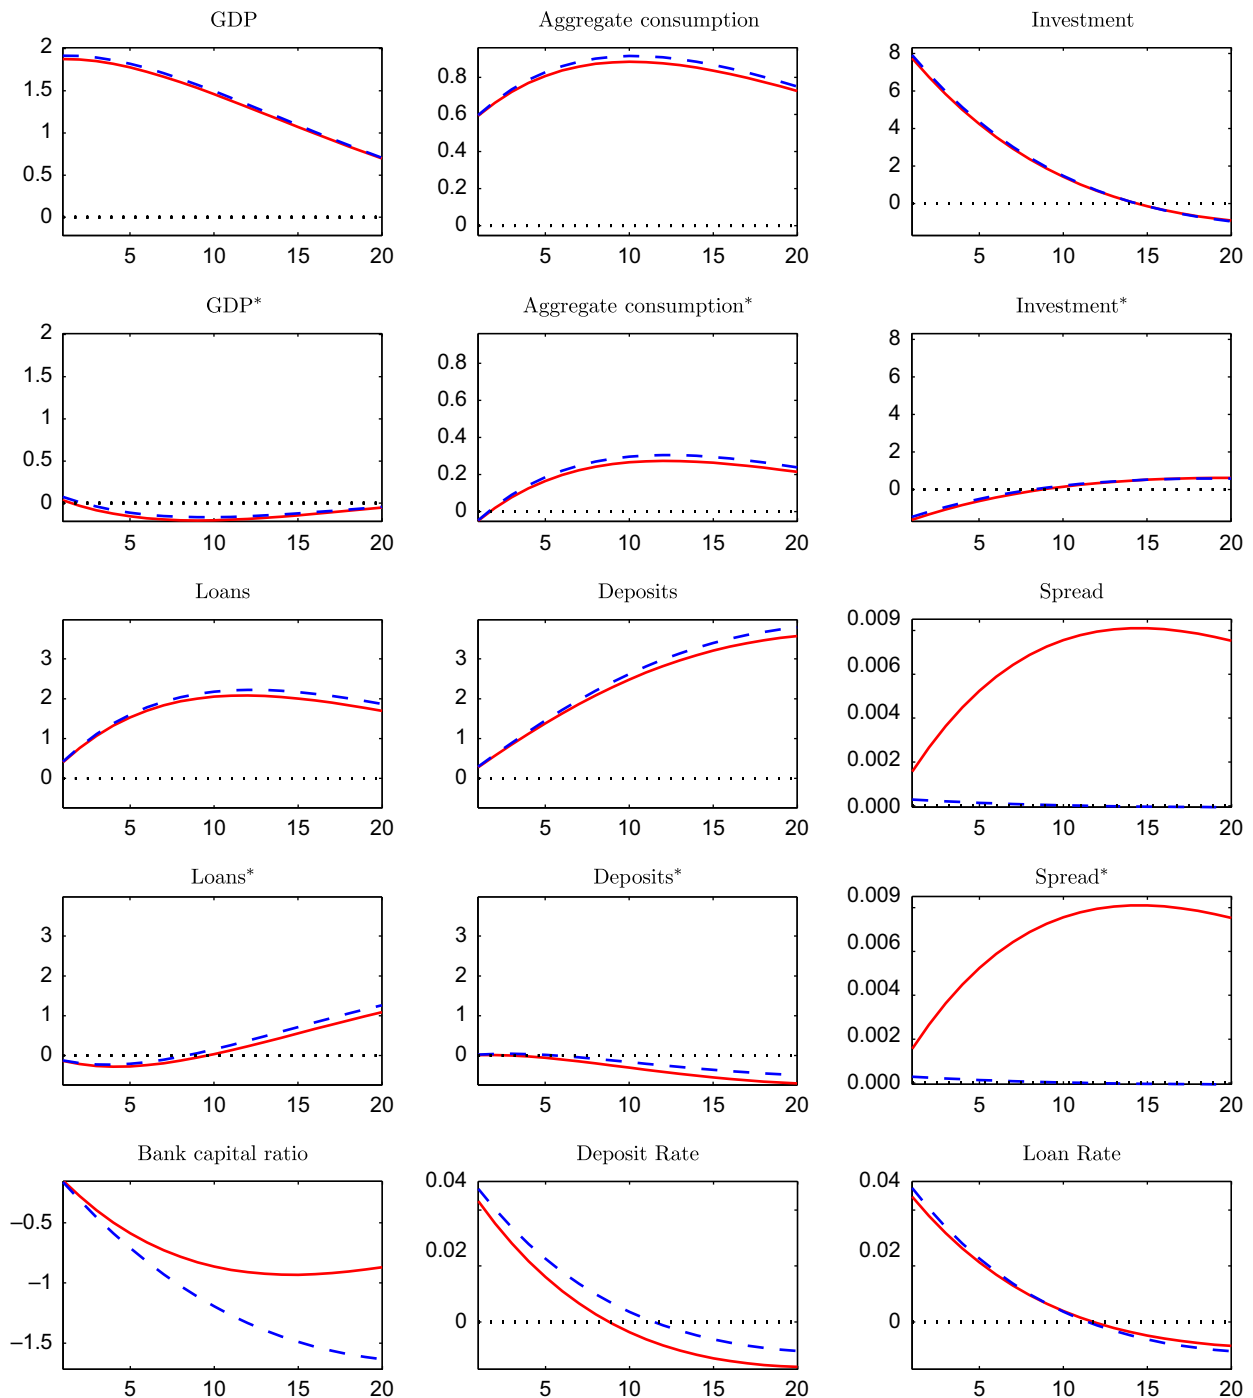 GDP Aggregate consumption Investment
2 8
1.5 0.8 6
1 0.6 4
0.5 0.4 2
0 0.2 0
0
5 10 15 20 5 10 15 20 5 10 15 20
GDP* Aggregate consumption* Investment*
2 8
1.5 0.8 6
1 0.6 4
0.5 0.4 2
0 0.2 0
0
5 10 15 20 5 10 15 20 5 10 15 20
Loans Deposits Spread
0.009
3 3 0.006
2 2 0.004
1 1 0.002
0 0 0.000
5 10 15 20 5 10 15 20 5 10 15 20
Loans* Deposits* Spread*
0.009
3 3 0.006
2 2 0.004
1 1 0.002
0 0 0.000
5 10 15 20 5 10 15 20 5 10 15 20
Bank capital ratio Deposit Rate Loan Rate
0.04 0.04
–0.5 0.02 0.02
–1 0 0
–1.5
5 10 15 20 5 10 15 20 5 10 15 20